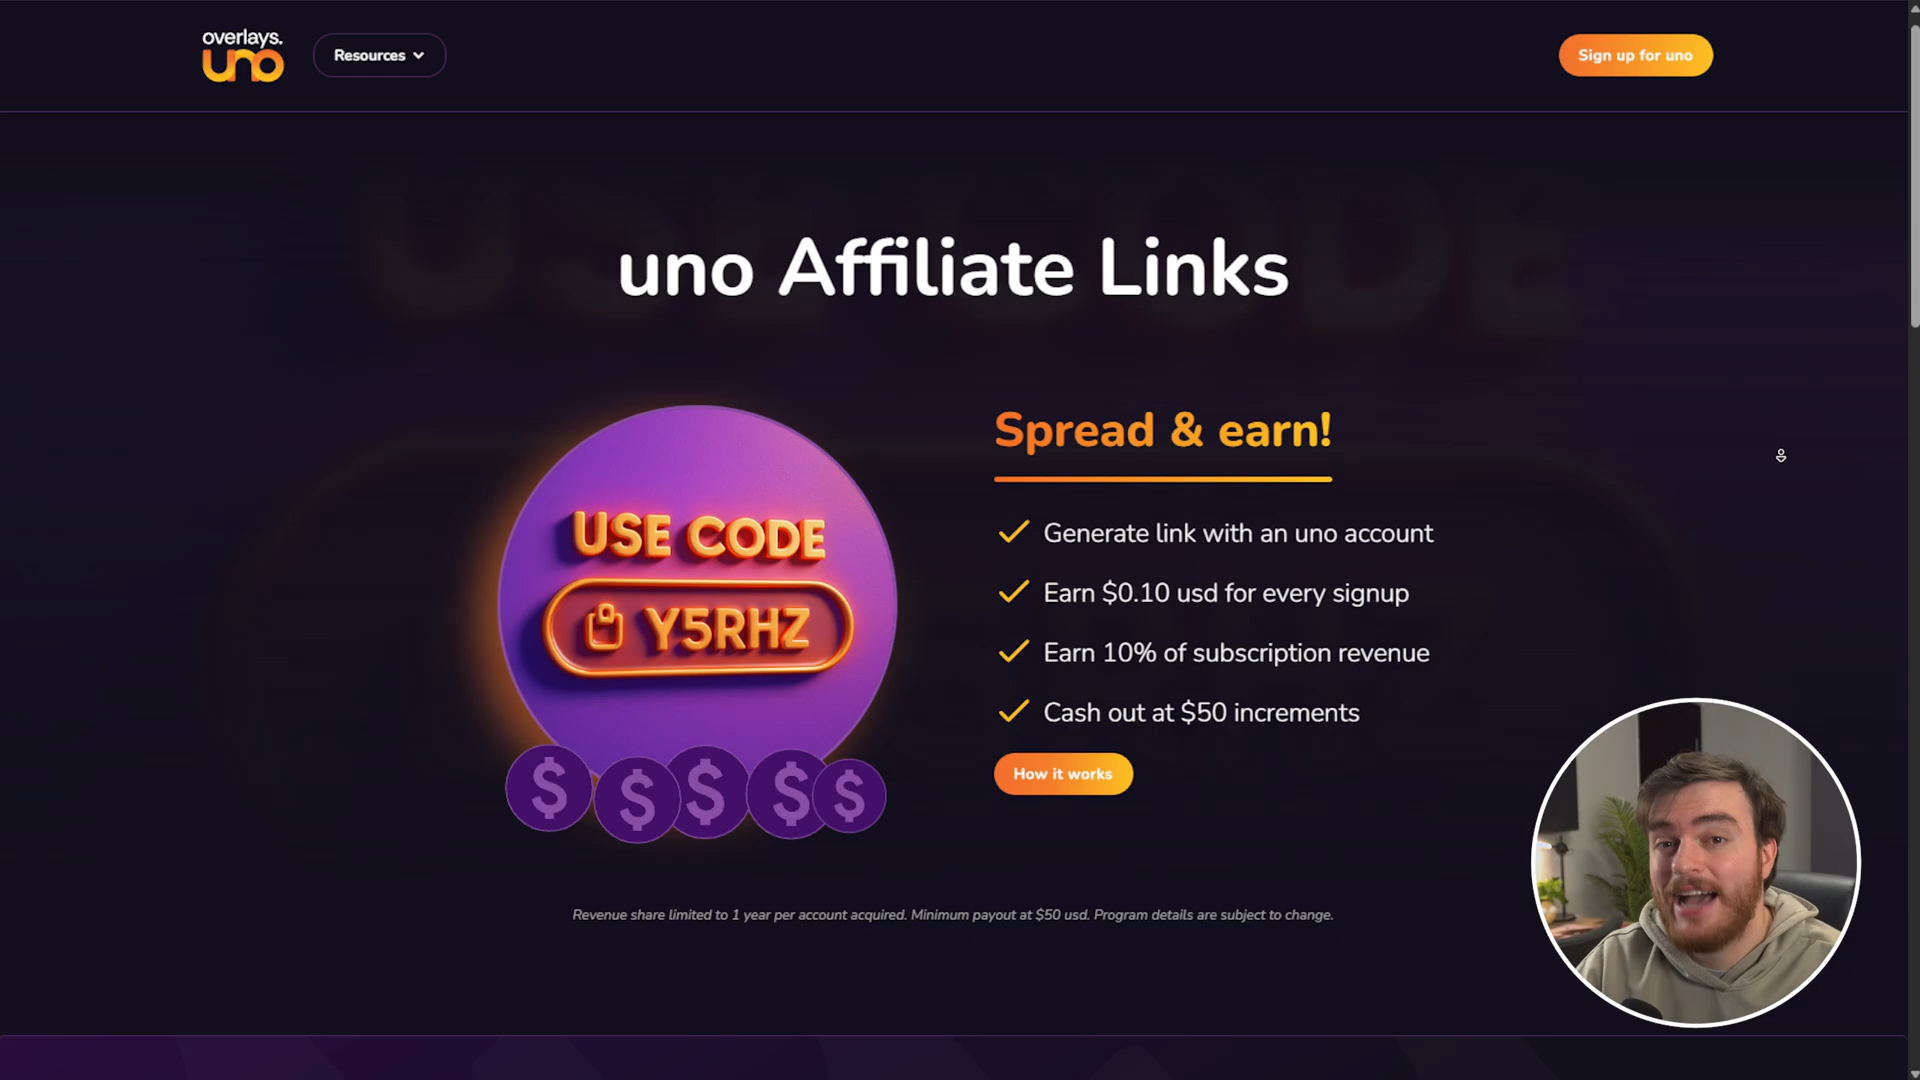 overlays.
uno
Resources
Sign up for uno
USE CODE
uno Affiliate Links
Spread & earn!
USE CODE
Y5RHZ
Generate link with an uno account
Earn $0.10 usd for every signup
Earn 10% of subscription revenue
Cash out at $50 increments
How it works
$ $ $ $ $
Revenue share limited to 1 year per account acquired. Minimum payout at $50 usd. Program details are subject to change.